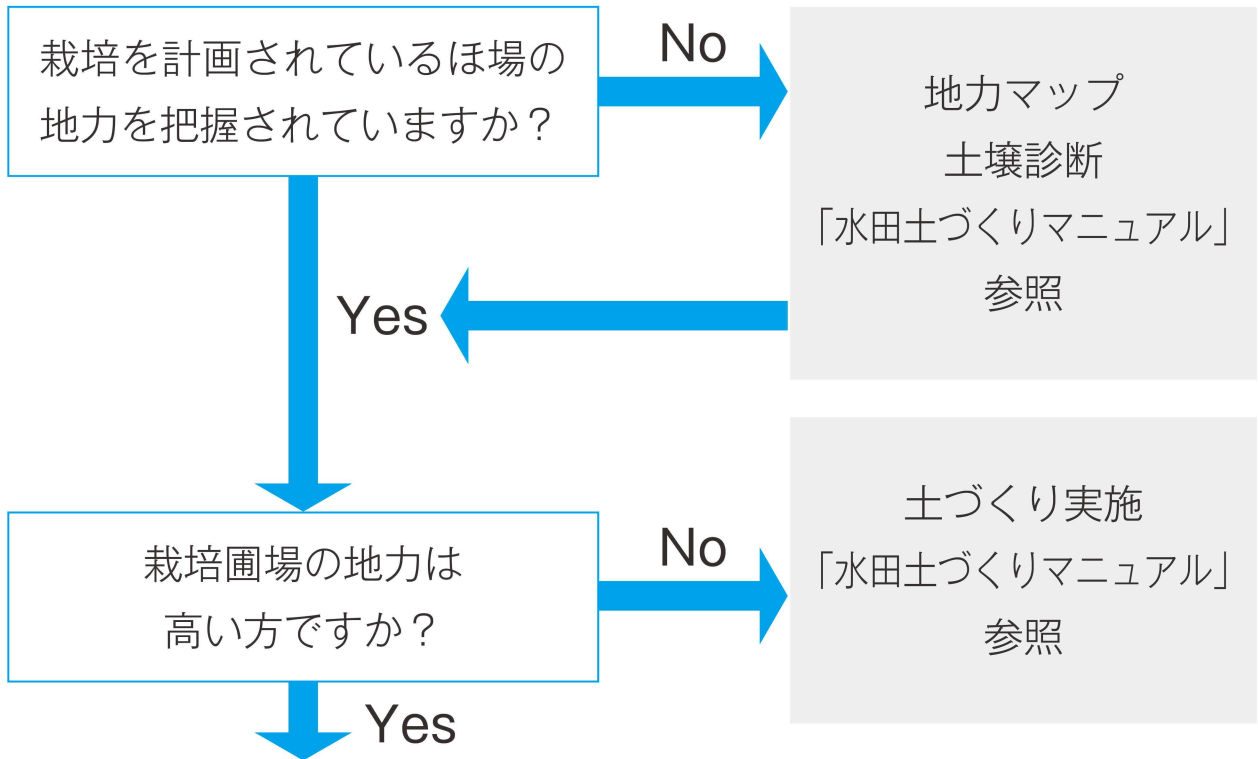 栽培を計画されているほ場の
地力を把握されていますか？
No
地力マップ
土壌診断
「水田土づくりマニュアル」
参照
Yes
栽培圃場の地力は
高い方ですか？
No
土づくり実施
「水田土づくりマニュアル」
参照
Yes